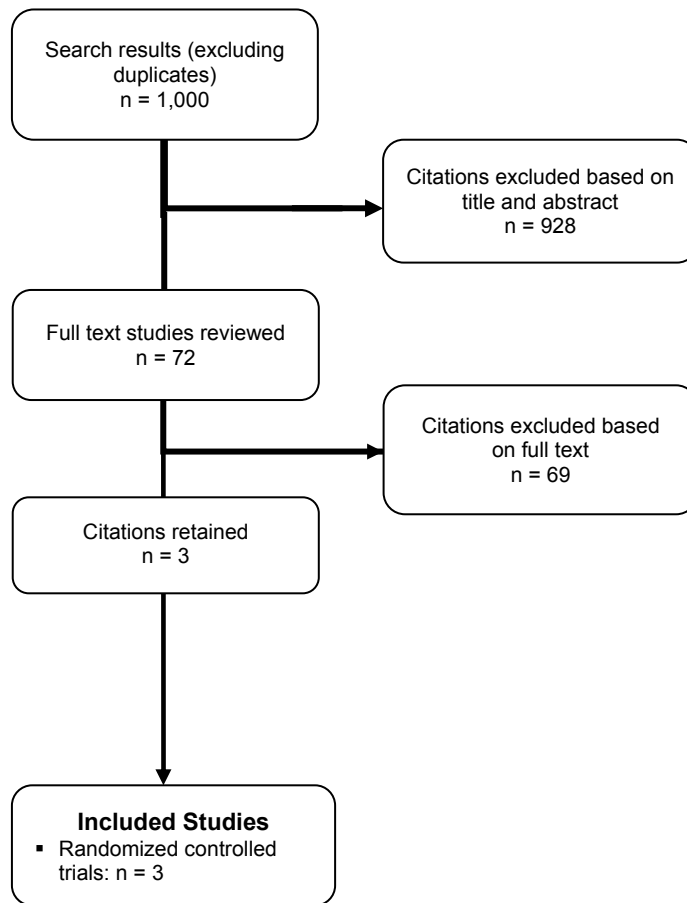 Search results (excluding
duplicates)
n = 1,000
Citations excluded based on
title and abstract
n = 928
Full text studies reviewed
n = 72
Citations excluded based
on full text
n = 69
Citations retained
n = 3
Included Studies
▪ Randomized controlled
trials: n = 3